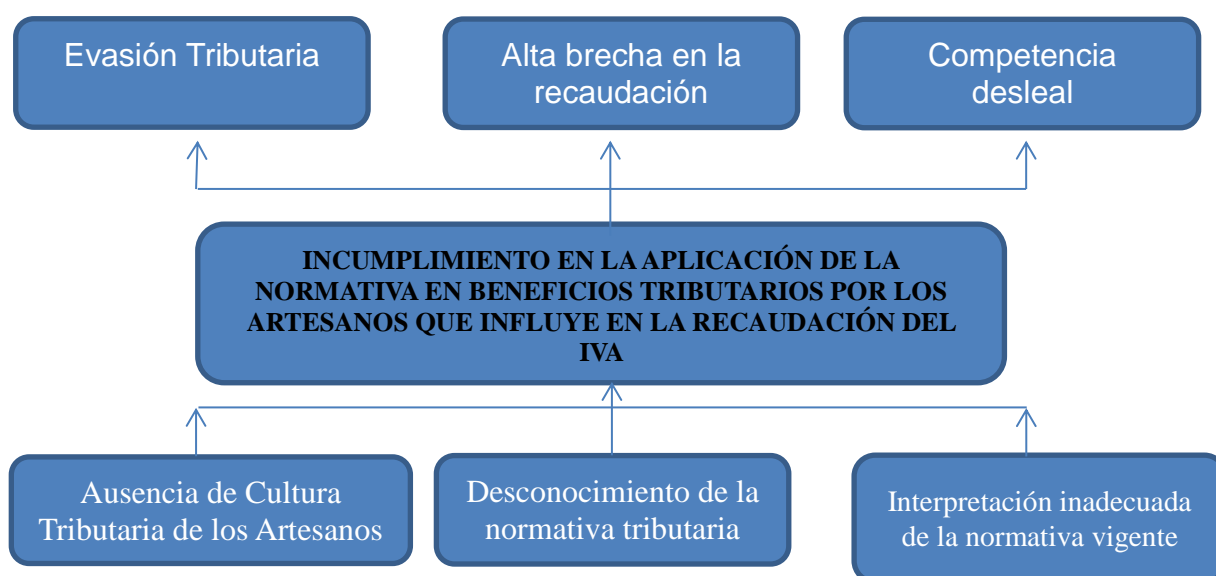 Evasión Tributaria
Alta brecha en la
recaudación
Competencia
desleal
INCUMPLIMIENTO EN LA APLICACIÓN DE LA
NORMATIVA EN BENEFICIOS TRIBUTARIOS POR LOS
ARTESANOS QUE INFLUYE EN LA RECAUDACIÓN DEL
IVA
Ausencia de Cultura
Tributaria de los Artesanos
Desconocimiento de la
normativa tributaria
Interpretación inadecuada
de la normativa vigente